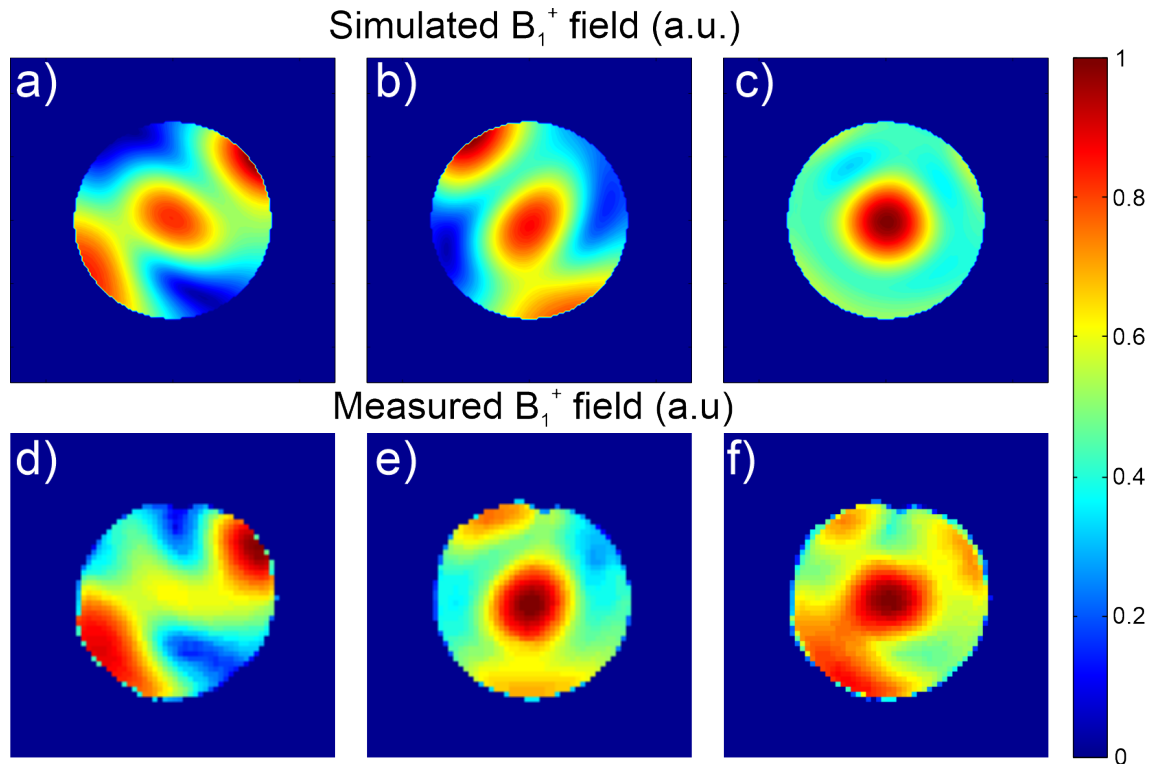 Simulated B₁⁺ field (a.u.)
a)
b)
c)
1
0.8
0.6
0.4
0.2
0
Measured B₁⁺ field (a.u)
d)
e)
f)